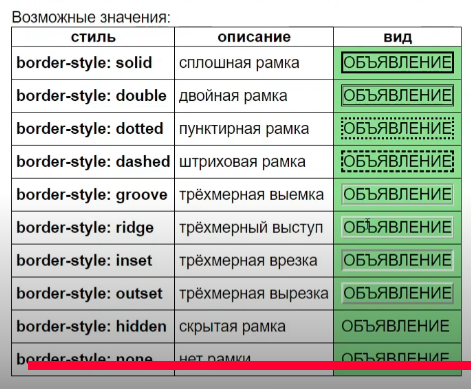 Возможные значения:
стиль описание вид
border-style: solid сплошная рамка ОБЪЯВЛЕНИЕ
border-style: double двойная рамка ОБЪЯВЛЕНИЕ
border-style: dotted пунктирная рамка ОБЪЯВЛЕНИЕ
border-style: dashed штриховая рамка ОБЪЯВЛЕНИЕ
border-style: groove трёхмерная выемка ОБЪЯВЛЕНИЕ
border-style: ridge трёхмерный выступ ОБЪЯВЛЕНИЕ
border-style: inset трёхмерная врезка ОБЪЯВЛЕНИЕ
border-style: outset трёхмерная вырезка ОБЪЯВЛЕНИЕ
border-style: hidden скрытая рамка ОБЪЯВЛЕНИЕ
border-style: none нет рамки ОБЪЯВЛЕНИЕ